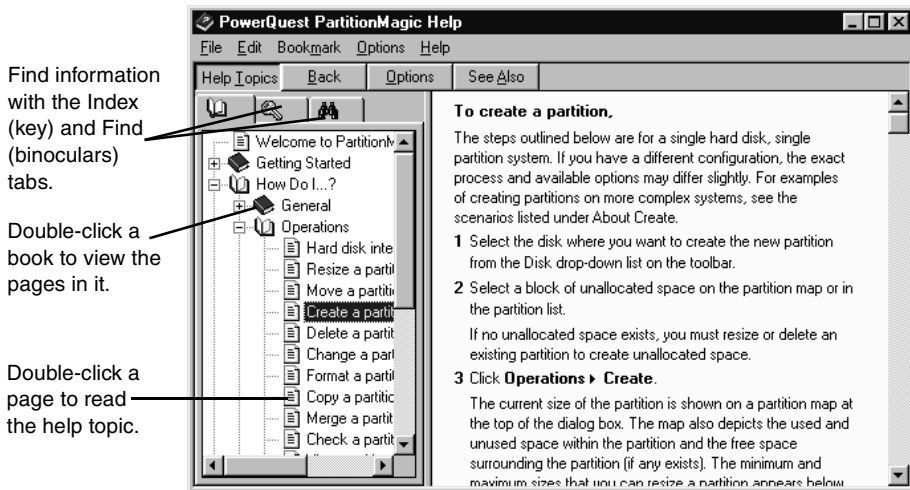 PowerQuest PartitionMagic Help
File Edit Bookmark Options Help
Help Topics Back Options See Also
Find information
with the Index
(key) and Find
(binoculars)
tabs.
Double-click a
book to view the
pages in it.
Double-click a
page to read
the help topic.
Welcome to PartitionM
Getting Started
How Do I...?
General
Operations
Hard disk inte
Resize a partit
Move a partitio
Create a partit
Delete a partit
Change a part
Format a partit
Copy a partitio
Merge a partit
Check a partit
To create a partition,
The steps outlined below are for a single hard disk, single
partition system. If you have a different configuration, the exact
process and available options may differ slightly. For examples
of creating partitions on more complex systems, see the
scenarios listed under About Create.
1 Select the disk where you want to create the new partition
from the Disk drop-down list on the toolbar.
2 Select a block of unallocated space on the partition map or in
the partition list.
If no unallocated space exists, you must resize or delete an
existing partition to create unallocated space.
3 Click Operations ▸ Create.
The current size of the partition is shown on a partition map at
the top of the dialog box. The map also depicts the used and
unused space within the partition and the free space
surrounding the partition (if any exists). The minimum and
maximum sizes that you can resize a partition appears below